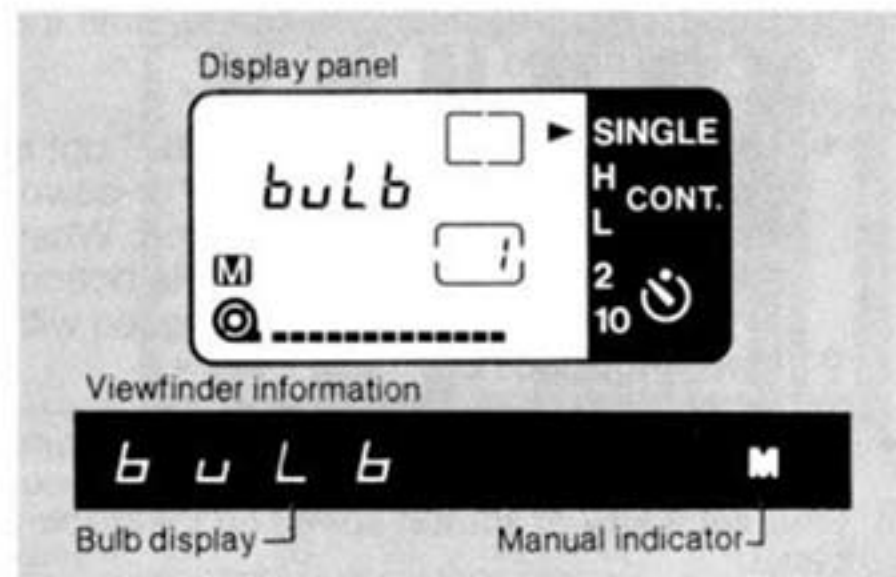 Display panel
SINGLE
buLb
H
CONT.
L
M
1
2
10
Viewfinder information
b u L b M
Bulb display
Manual indicator